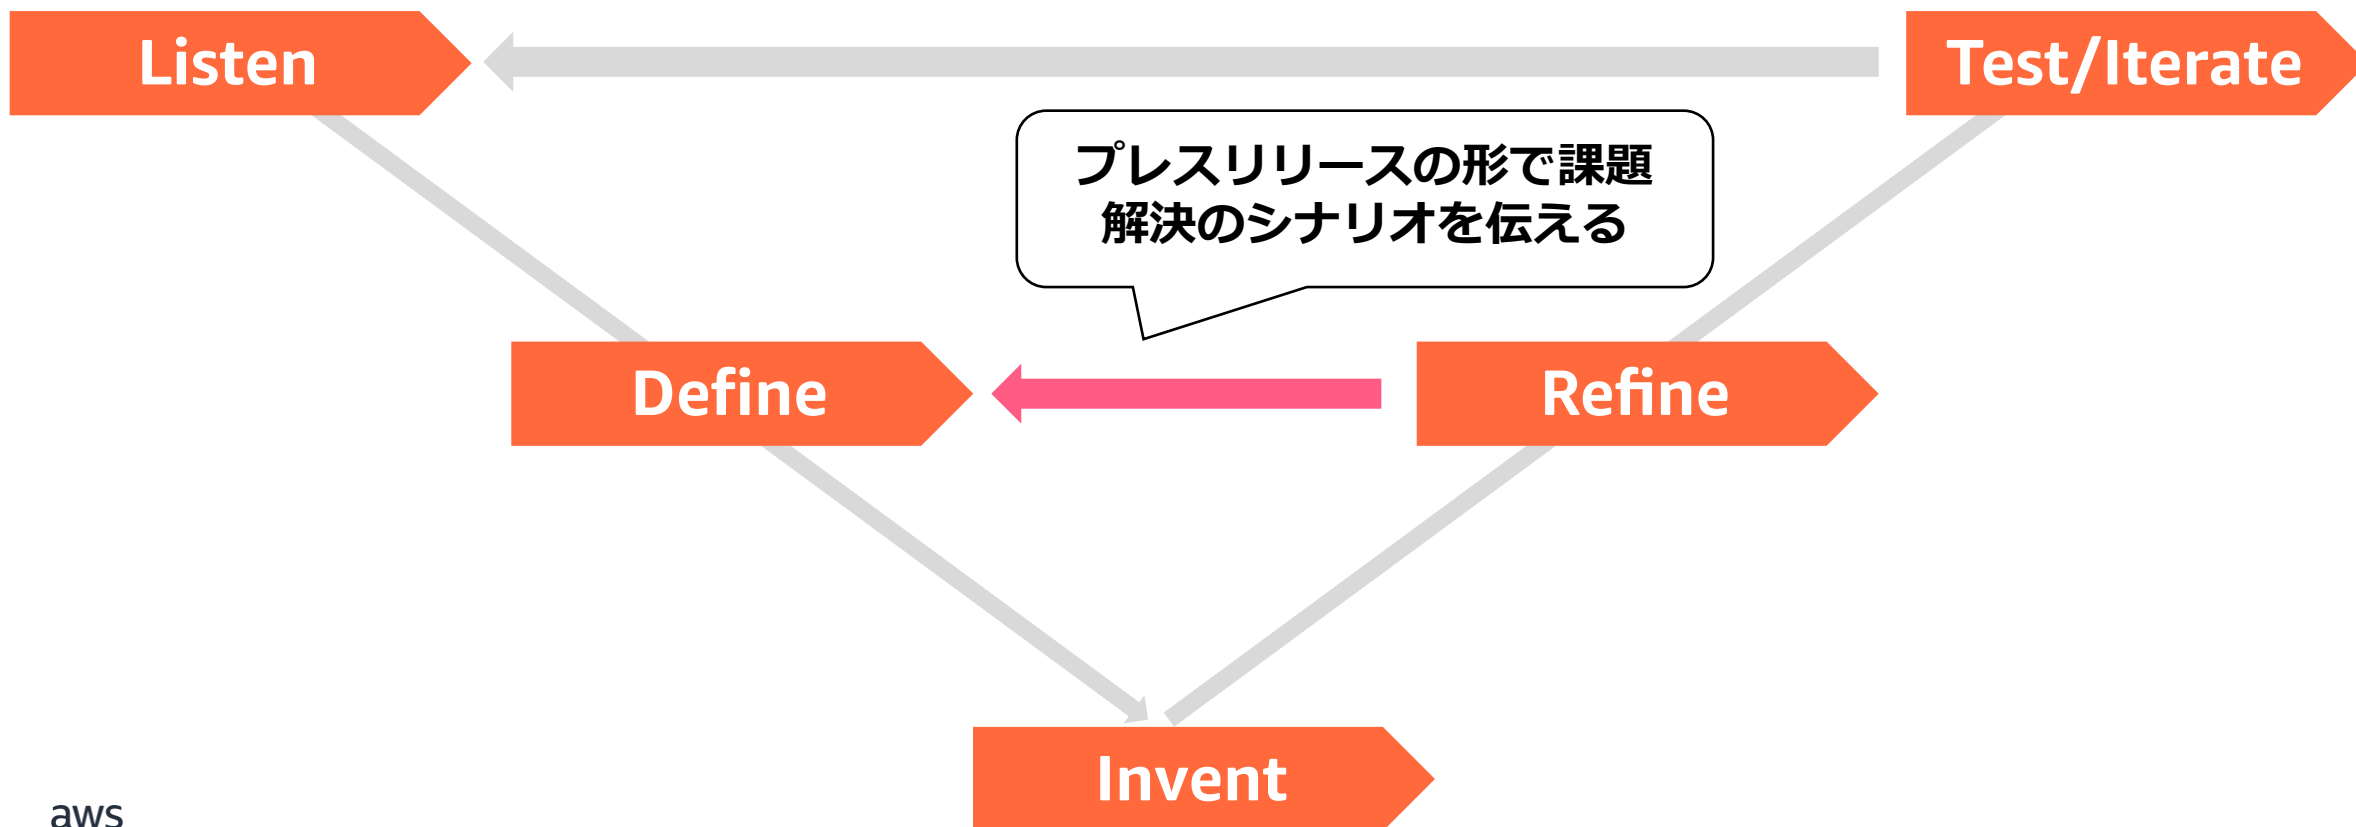 Listen
Test/Iterate
プレスリリースの形で課題
解決のシナリオを伝える
Define
Refine
Invent
aws